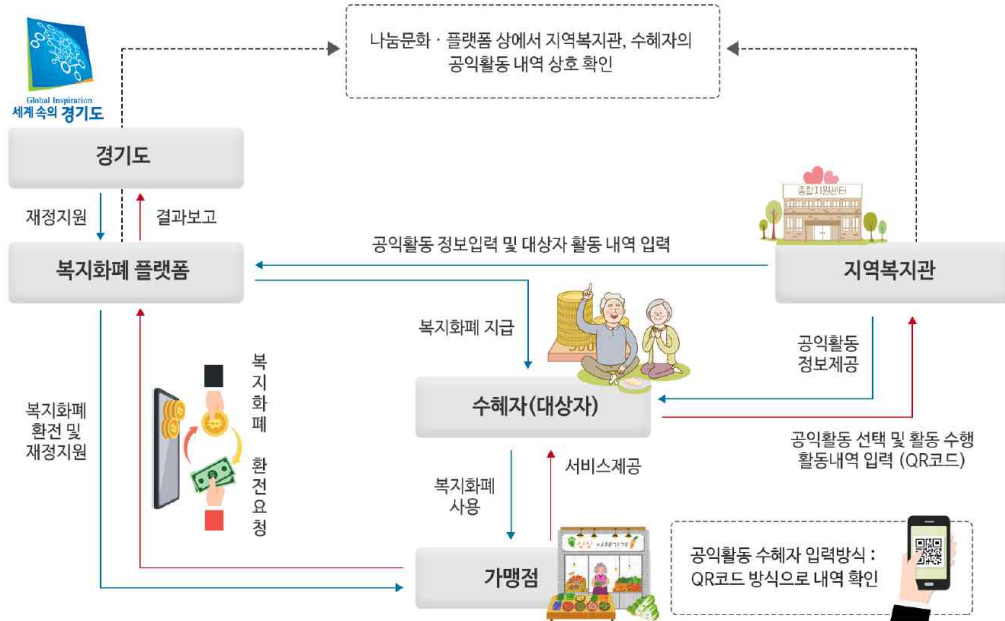 나눔문화 · 플랫폼 상에서 지역복지관, 수혜자의
공익활동 내역 상호 확인
Global Inspiration
세계 속의 경기도
경기도
종합지원센터
재정지원
결과보고
공익활동 정보입력 및 대상자 활동 내역 입력
복지화폐 플랫폼
지역복지관
복지화폐 지급
공익활동
정보제공
복지화폐 환전요청
수혜자(대상자)
복지화폐
환전 및
재정지원
공익활동 선택 및 활동 수행
활동내역 입력 (QR코드)
서비스제공
복지화폐
사용
싱싱
가맹점
공익활동 수혜자 입력방식 :
QR코드 방식으로 내역 확인